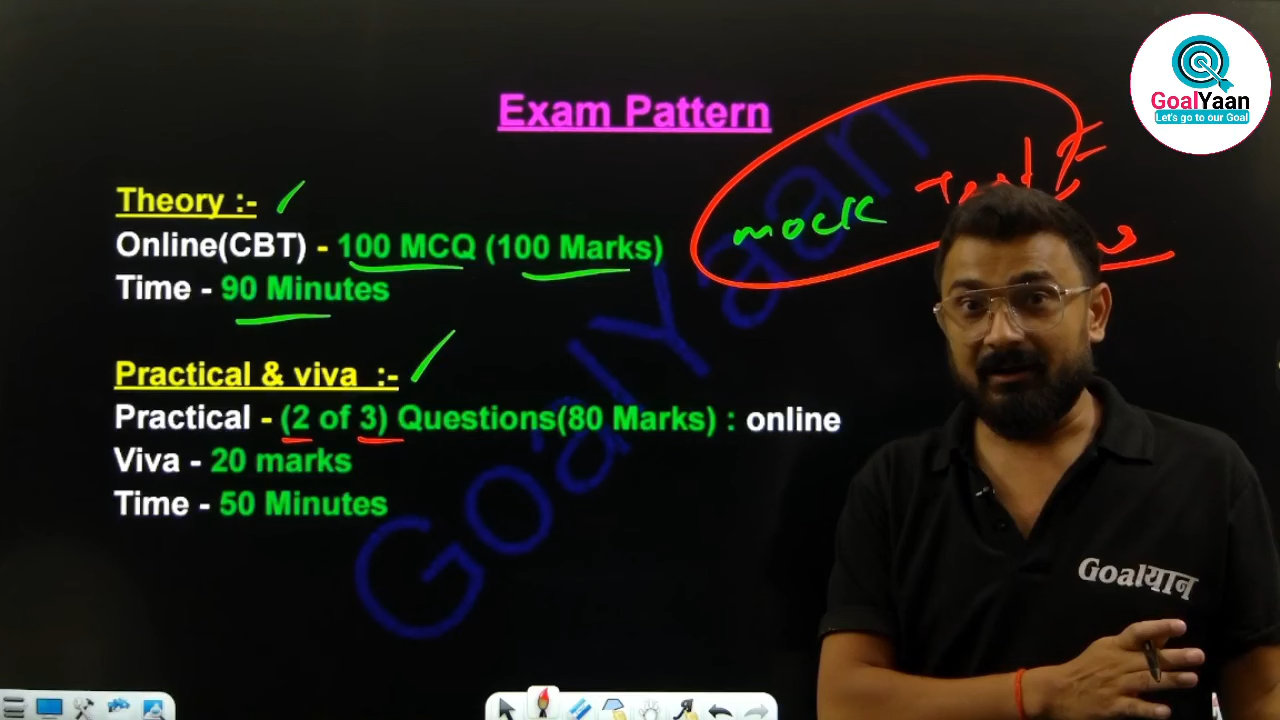 Exam Pattern
Theory :-
Online(CBT) - 100 MCQ (100 Marks)
Time - 90 Minutes
mock Test
Practical & viva :-
Practical - (2 of 3) Questions(80 Marks) : online
Viva - 20 marks
Time - 50 Minutes
GoalYaan
GoalYaan
Let's go to our Goal
Goalयान